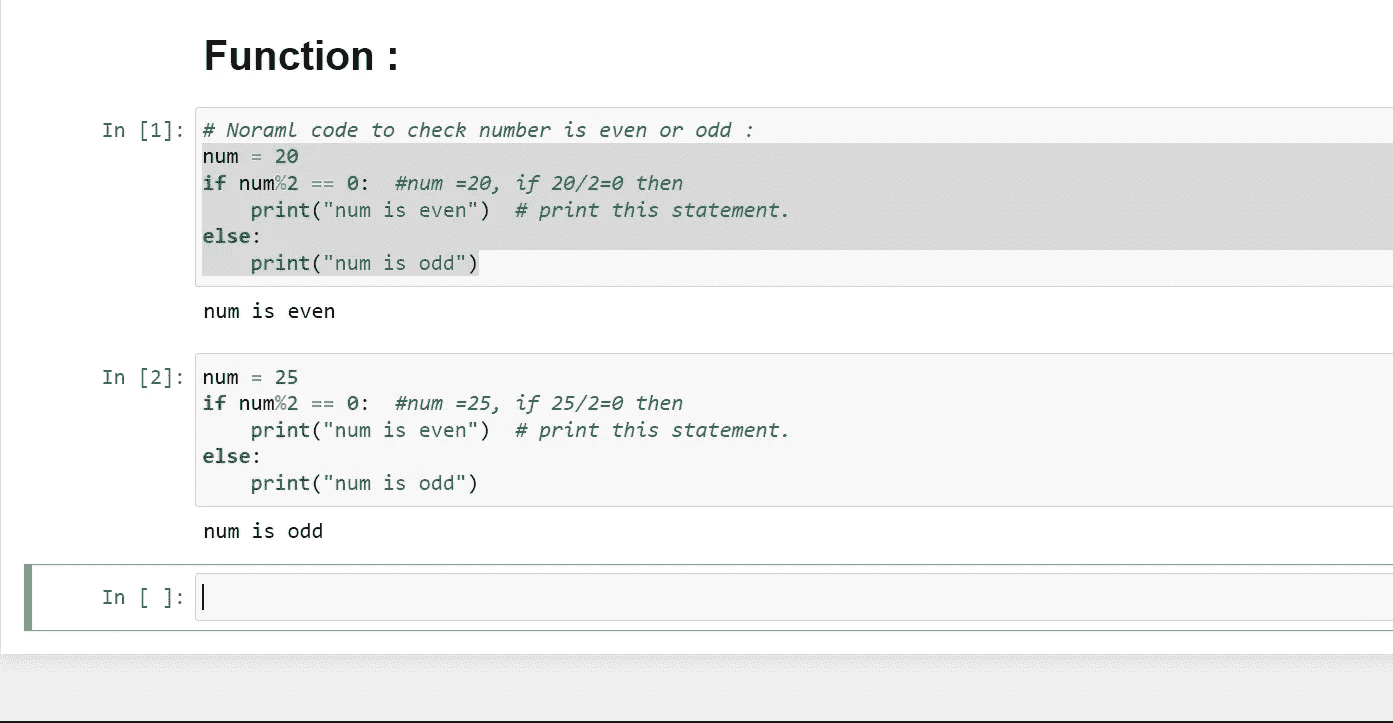 Function :
In [1]: # Noraml code to check number is even or odd :
num = 20
if num%2 == 0:  #num =20, if 20/2=0 then
    print("num is even")  # print this statement.
else:
    print("num is odd")
num is even
In [2]: num = 25
if num%2 == 0:  #num =25, if 25/2=0 then
    print("num is even")  # print this statement.
else:
    print("num is odd")
num is odd
In [ ]: